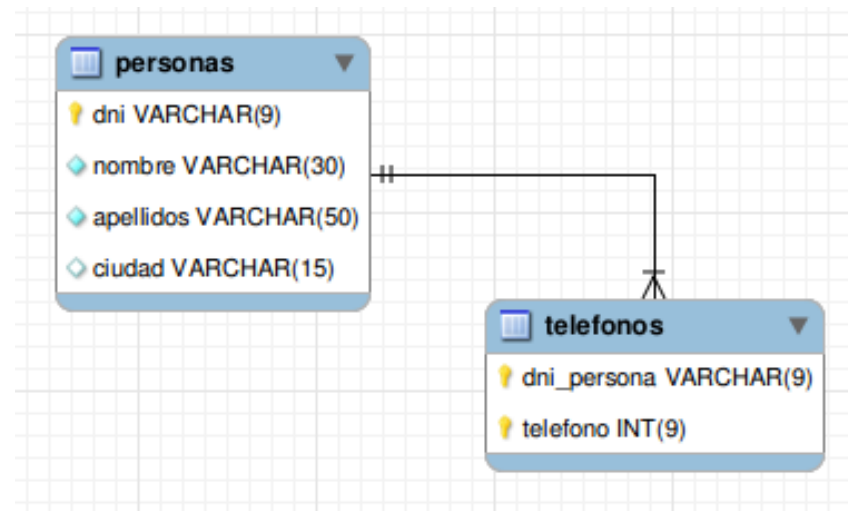 personas
dni VARCHAR(9)
nombre VARCHAR(30)
apellidos VARCHAR(50)
ciudad VARCHAR(15)
telefonos
dni_persona VARCHAR(9)
telefono INT(9)